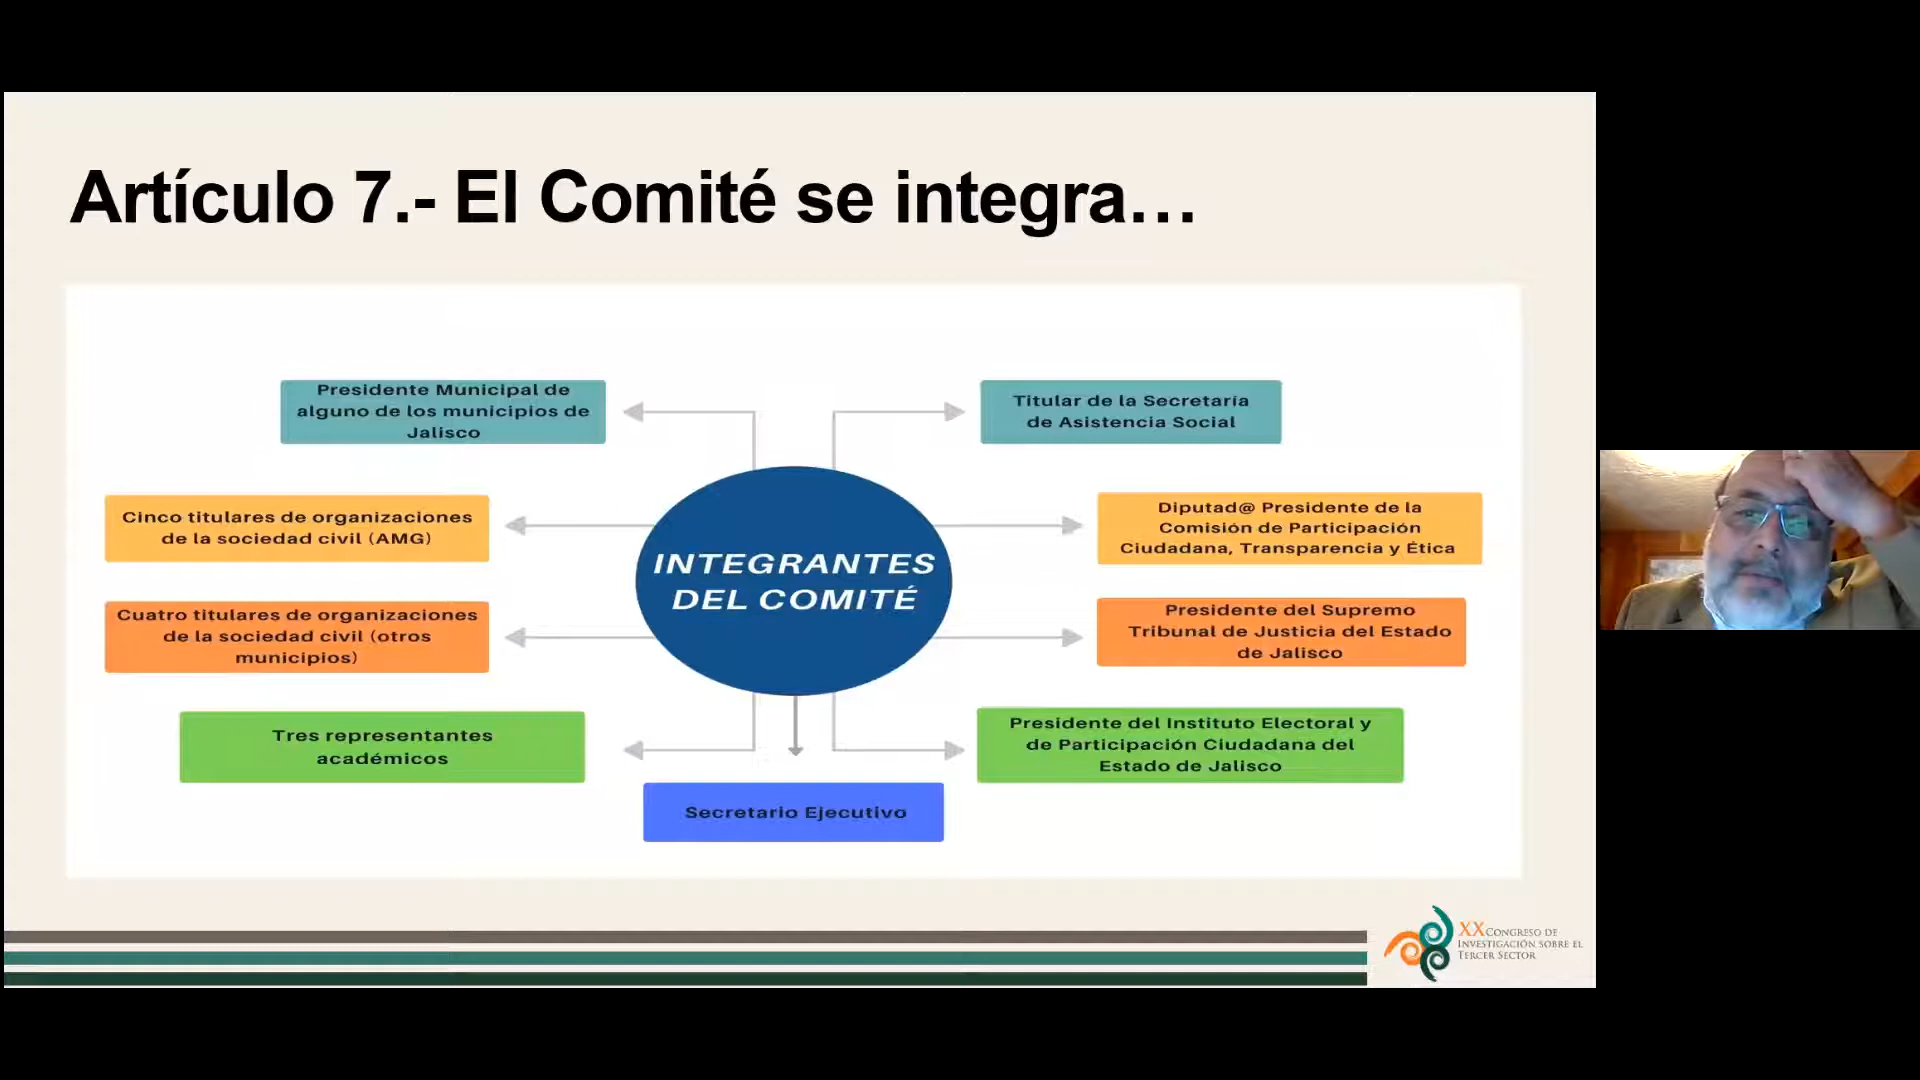 Artículo 7.- El Comité se integra...
Presidente Municipal de
alguno de los municipios de
Jalisco
Titular de la Secretaría
de Asistencia Social
Cinco titulares de organizaciones
de la sociedad civil (AMG)
Diputad@ Presidente de la
Comisión de Participación
Ciudadana, Transparencia y Ética
INTEGRANTES
DEL COMITÉ
Cuatro titulares de organizaciones
de la sociedad civil (otros
municipios)
Presidente del Supremo
Tribunal de Justicia del Estado
de Jalisco
Tres representantes
académicos
Presidente del Instituto Electoral y
de Participación Ciudadana del
Estado de Jalisco
Secretario Ejecutivo
XX CONGRESO DE
INVESTIGACIÓN SOBRE EL
TERCER SECTOR